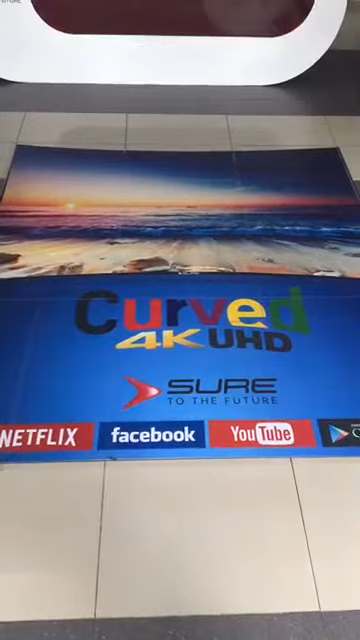 Curved
4K UHD
SURE
TO THE FUTURE
NETFLIX
facebook
YouTube